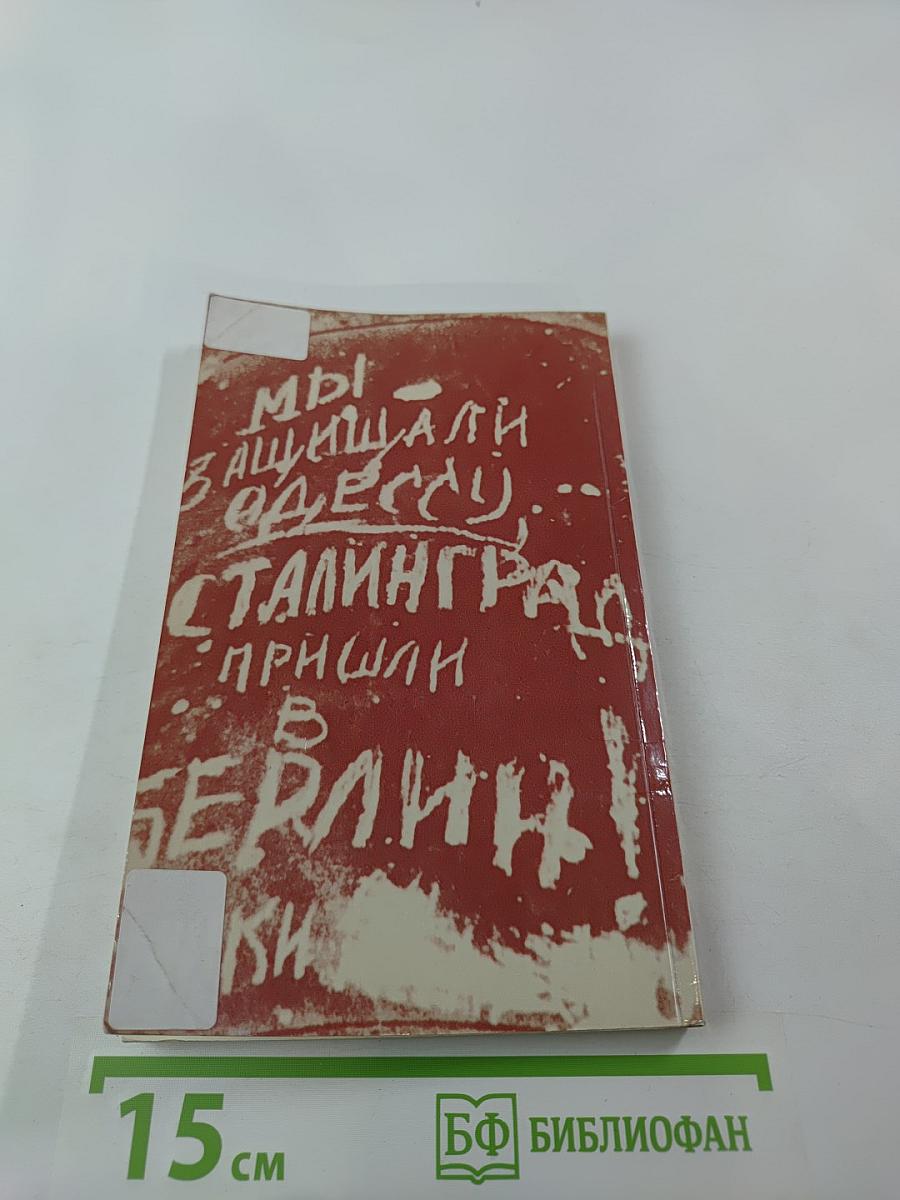 МЫ
ЗАЩИЩАЛИ
ОДЕССУ,
СТАЛИНГРАД,
ПРИШЛИ
В
БЕРЛИН!
КИ
15 см
БФ БИБЛИОФАН